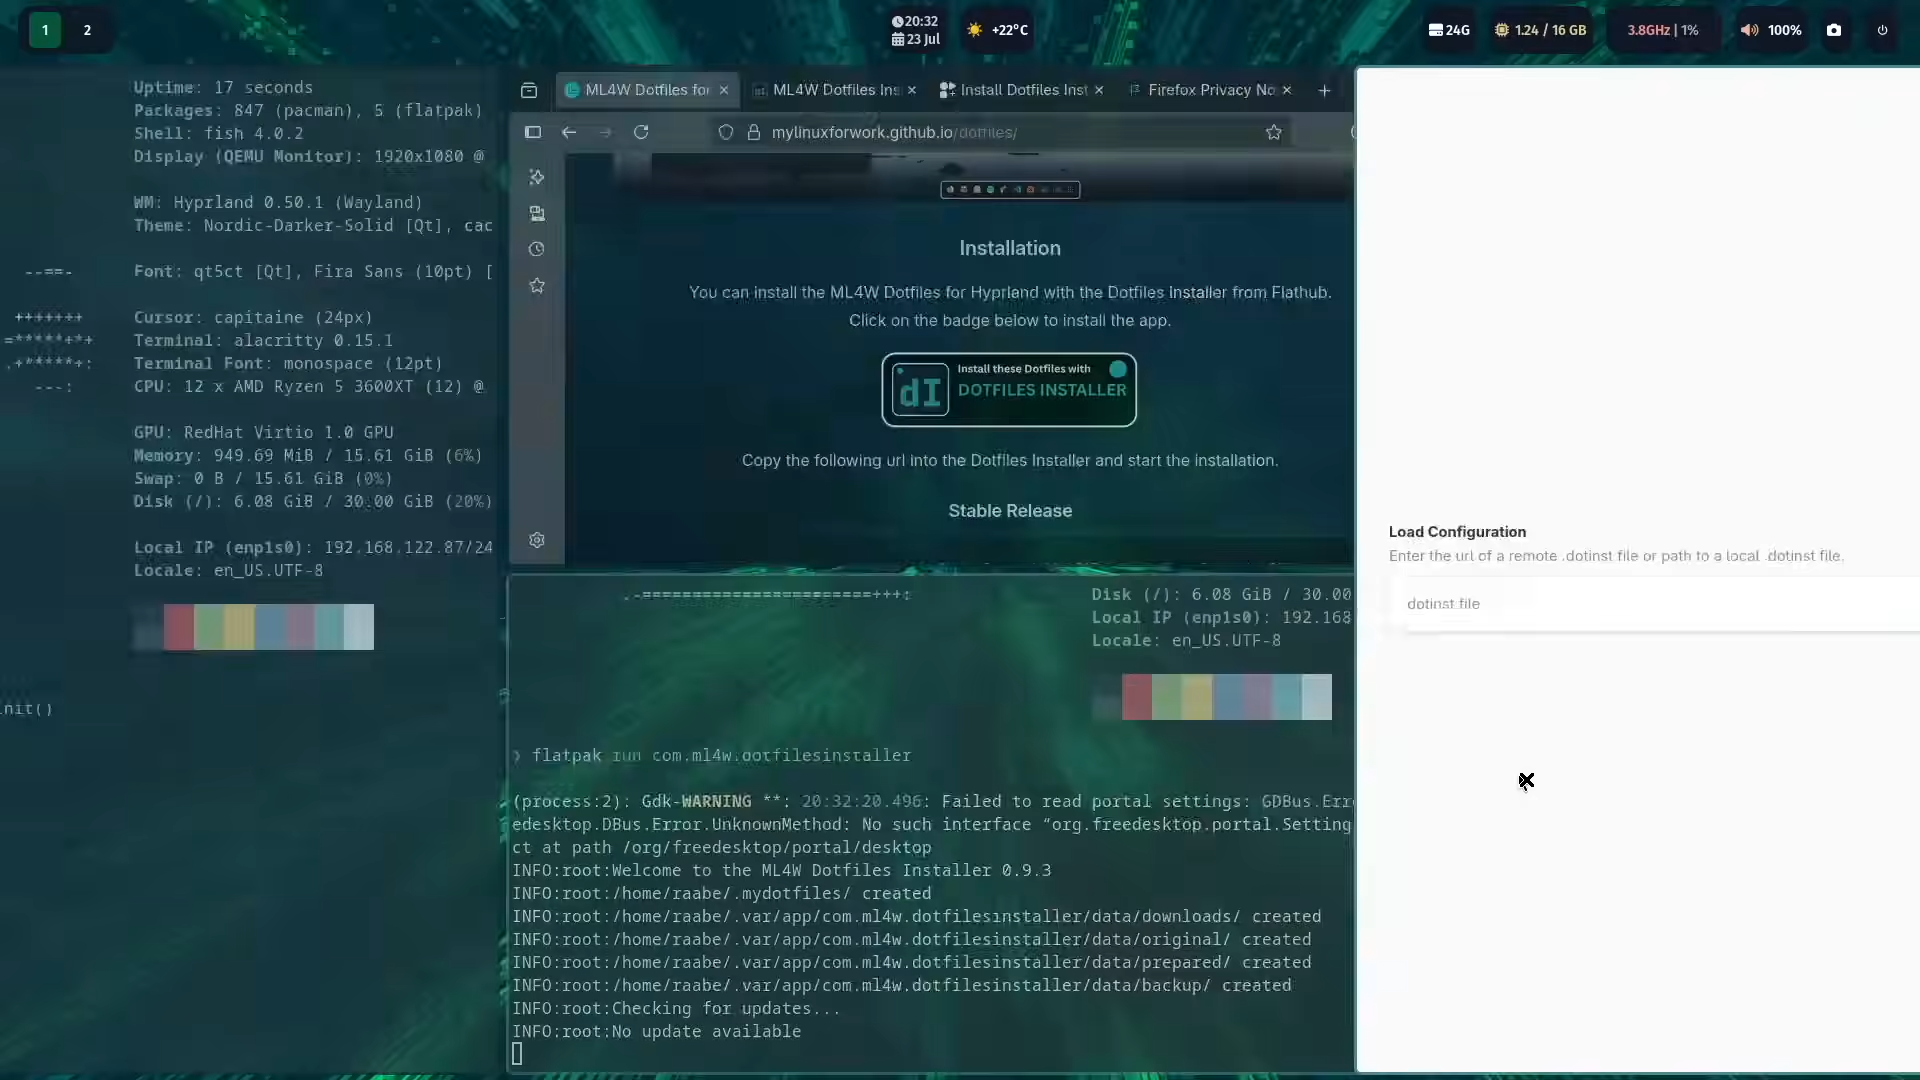 1
2
20:32
23 Jul
+22°C
24G
1.24 / 16 GB
3.8GHz | 1%
100%
Uptime: 17 seconds
Packages: 847 (pacman), 5 (flatpak)
Shell: fish 4.0.2
Display (QEMU Monitor): 1920x1080 @
WM: Hyprland 0.50.1 (Wayland)
Theme: Nordic-Darker-Solid [Qt], cac
--==-
Font: qt5ct [Qt], Fira Sans (10pt) [
+++++++
Cursor: capitaine (24px)
=*****+*+
Terminal: alacritty 0.15.1
.+*****+:
Terminal Font: monospace (12pt)
---:
CPU: 12 x AMD Ryzen 5 3600XT (12) @
GPU: RedHat Virtio 1.0 GPU
Memory: 949.69 MiB / 15.61 GiB (6%)
Swap: 0 B / 15.61 GiB (0%)
Disk (/): 6.08 GiB / 30.00 GiB (20%)
Local IP (enp1s0): 192.168.122.87/24
Locale: en_US.UTF-8
nit()
ML4W Dotfiles for
ML4W Dotfiles Ins
Install Dotfiles Inst
Firefox Privacy No
mylinuxforwork.github.io/dotfiles/
Installation
You can install the ML4W Dotfiles for Hyprland with the Dotfiles Installer from Flathub.
Click on the badge below to install the app.
dI
Install these Dotfiles with
DOTFILES INSTALLER
Copy the following url into the Dotfiles Installer and start the installation.
Stable Release
.-=========================+++:
Disk (/): 6.08 GiB / 30.00
Local IP (enp1s0): 192.168
Locale: en_US.UTF-8
❯ flatpak run com.ml4w.dotfilesinstaller
(process:2): Gdk-WARNING **: 20:32:20.496: Failed to read portal settings: GDBus.Err
edesktop.DBus.Error.UnknownMethod: No such interface “org.freedesktop.portal.Setting
ct at path /org/freedesktop/portal/desktop
INFO:root:Welcome to the ML4W Dotfiles Installer 0.9.3
INFO:root:/home/raabe/.mydotfiles/ created
INFO:root:/home/raabe/.var/app/com.ml4w.dotfilesinstaller/data/downloads/ created
INFO:root:/home/raabe/.var/app/com.ml4w.dotfilesinstaller/data/original/ created
INFO:root:/home/raabe/.var/app/com.ml4w.dotfilesinstaller/data/prepared/ created
INFO:root:/home/raabe/.var/app/com.ml4w.dotfilesinstaller/data/backup/ created
INFO:root:Checking for updates...
INFO:root:No update available
Load Configuration
Enter the url of a remote .dotinst file or path to a local .dotinst file.
dotinst file